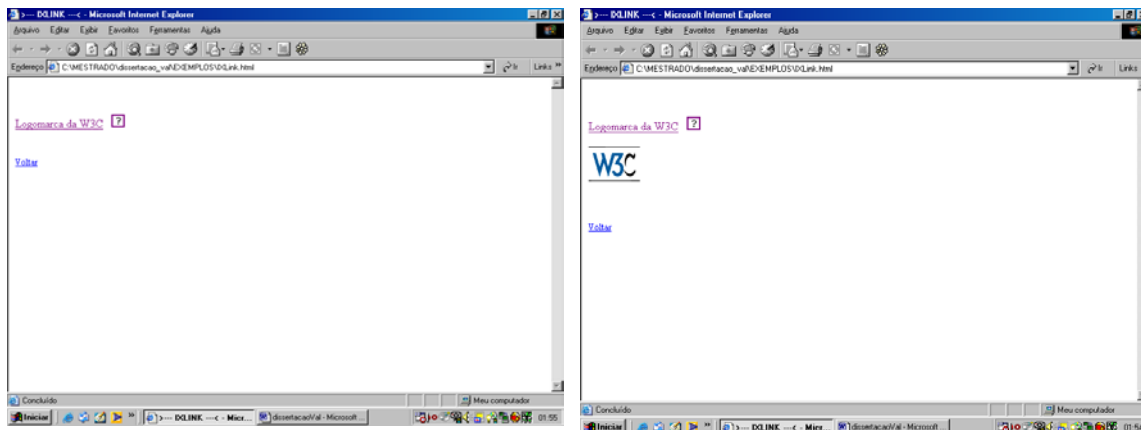 >--- DXLINK ---< - Microsoft Internet Explorer
Arquivo Editar Exibir Favoritos Ferramentas Ajuda
Endereço C:\MESTRADO\dissertacao_val\EXEMPLOS\DXLink.html Ir Links »
Logomarca da W3C ?
Voltar
Concluído Meu computador
Iniciar » >--- DXLINK ---< - Micr... dissertacaoVal - Microsoft ... 01:55
>--- DXLINK ---< - Microsoft Internet Explorer
Arquivo Editar Exibir Favoritos Ferramentas Ajuda
Endereço C:\MESTRADO\dissertacao_val\EXEMPLOS\DXLink.html Ir Links
Logomarca da W3C ?
W3C
Voltar
Concluído Meu computador
Iniciar » >--- DXLINK ---< - Micr... dissertacaoVal - Microsoft ...